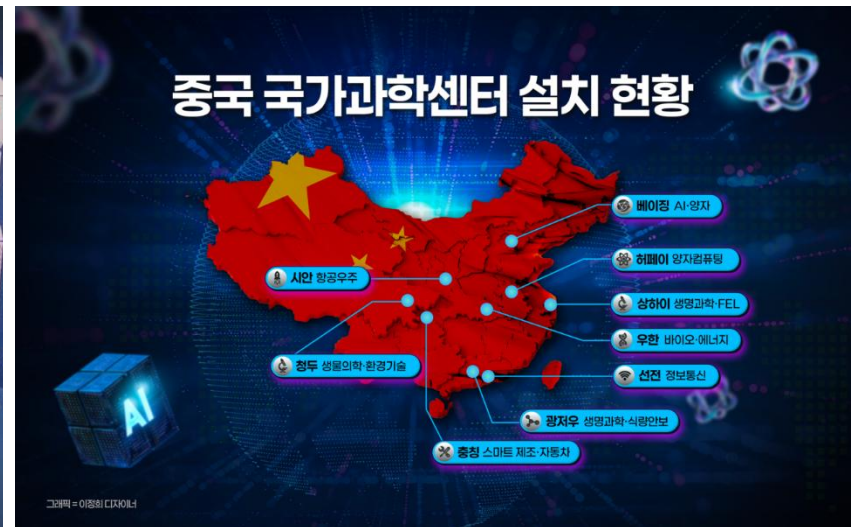 중국 국가과학센터 설치 현황
베이징 AI·양자
허페이 양자컴퓨팅
시안 항공우주
상하이 생명과학·FEL
우한 바이오·에너지
청두 생물의학·환경기술
선전 정보통신
광저우 생명과학·식량안보
충칭 스마트 제조·자동차
AI
그래픽 = 이정희 디자이너